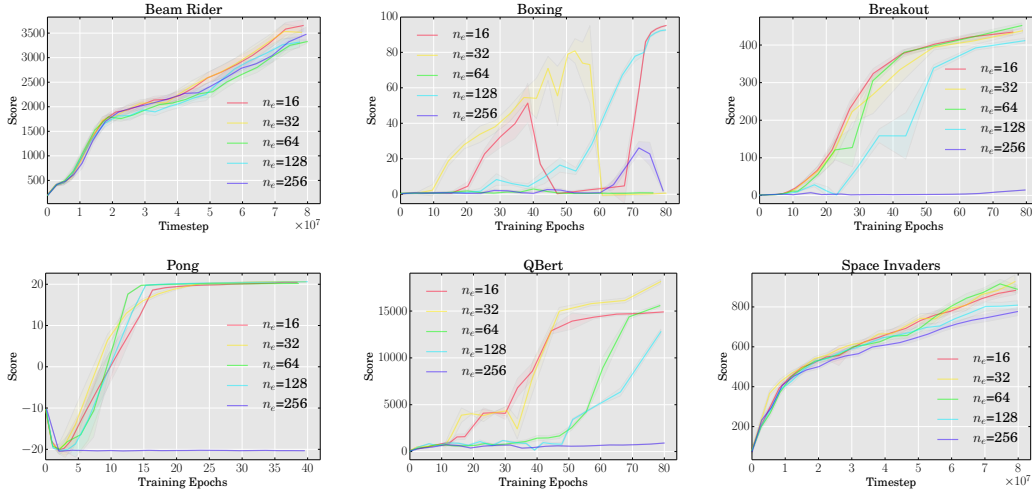 Beam Rider
3500
3000
2500
2000
1500
1000
500
Score
n_e=16
n_e=32
n_e=64
n_e=128
n_e=256
0 1 2 3 4 5 6 7 8
Timestep ×10^7
Boxing
100
80
60
40
20
0
Score
n_e=16
n_e=32
n_e=64
n_e=128
n_e=256
0 10 20 30 40 50 60 70 80
Training Epochs
Breakout
400
300
200
100
0
Score
n_e=16
n_e=32
n_e=64
n_e=128
n_e=256
0 10 20 30 40 50 60 70 80
Training Epochs
Pong
20
10
0
−10
−20
Score
n_e=16
n_e=32
n_e=64
n_e=128
n_e=256
0 5 10 15 20 25 30 35 40
Training Epochs
QBert
15000
10000
5000
0
Score
n_e=16
n_e=32
n_e=64
n_e=128
n_e=256
0 10 20 30 40 50 60 70 80
Training Epochs
Space Invaders
800
600
400
200
Score
n_e=16
n_e=32
n_e=64
n_e=128
n_e=256
0 1 2 3 4 5 6 7 8
Timestep ×10^7